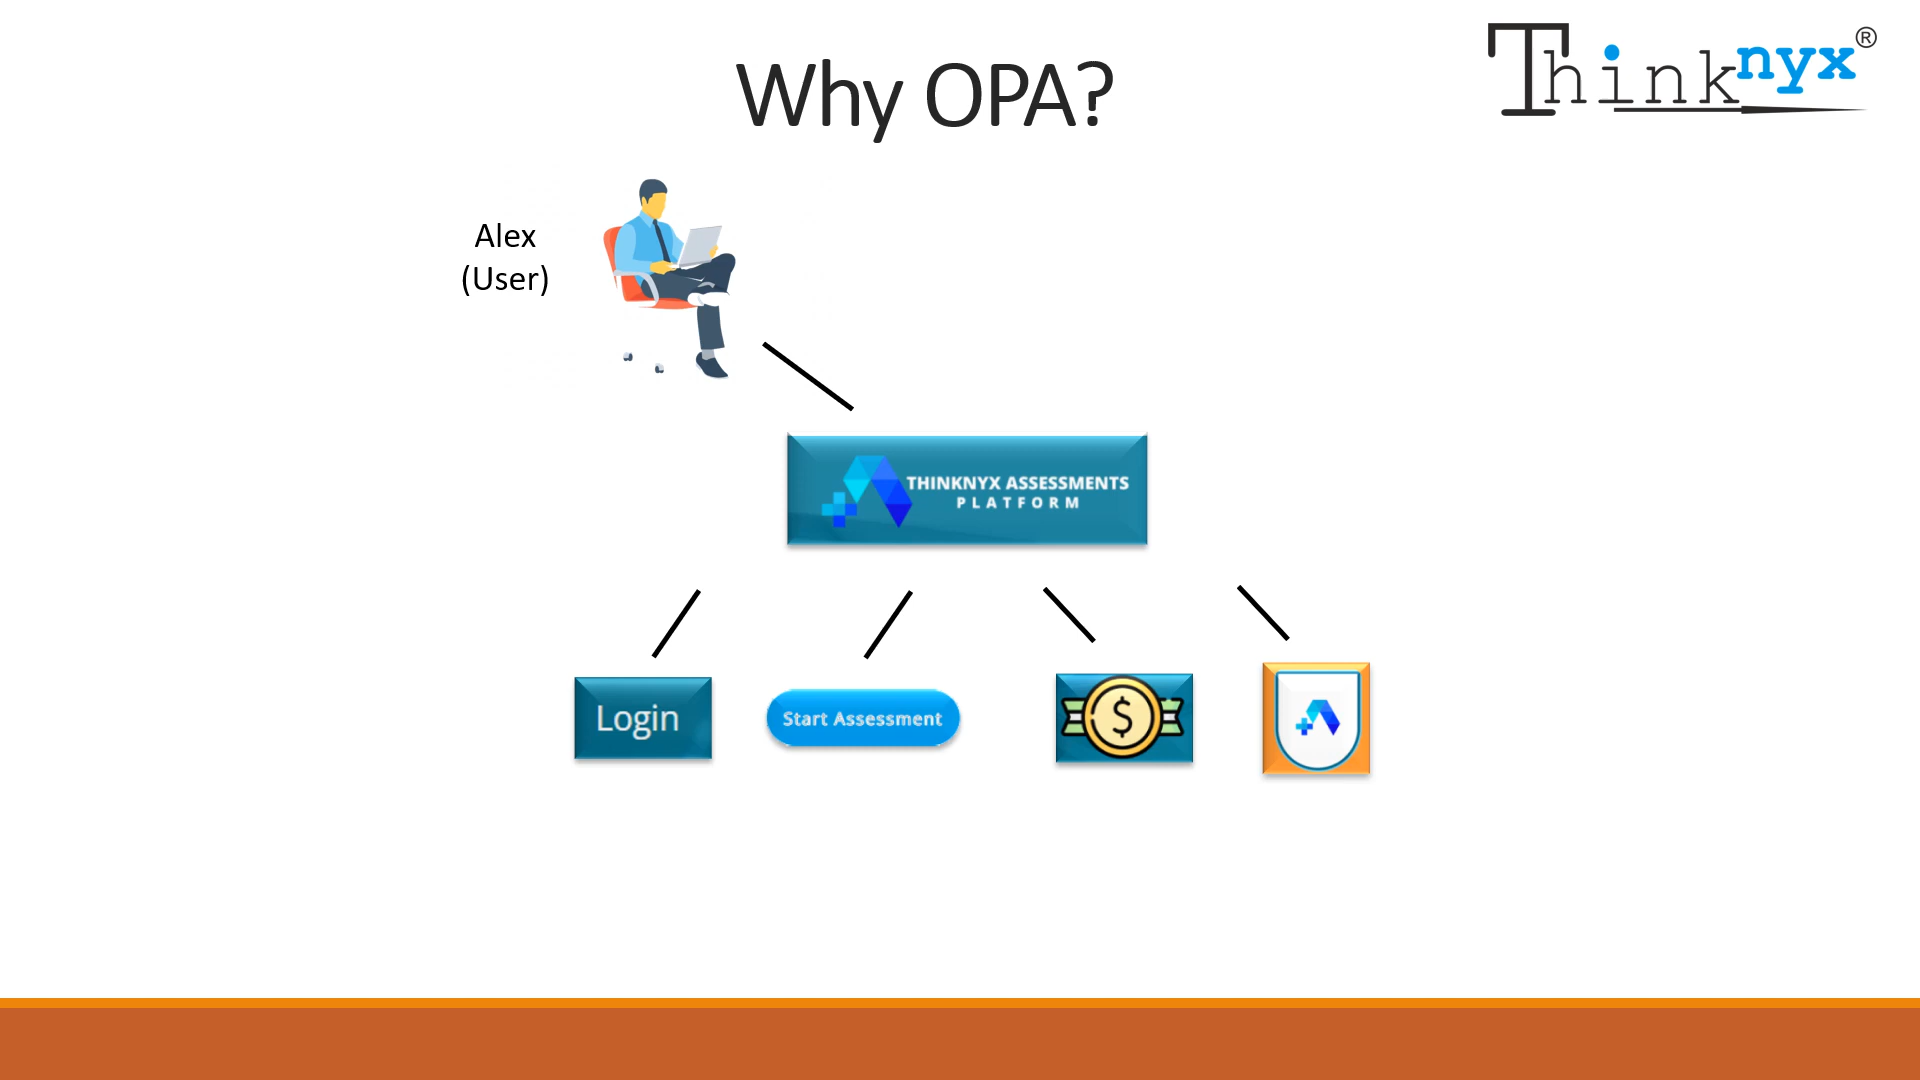 Why OPA?
Thinknyx®
Alex
(User)
THINKNYX ASSESSMENTS
PLATFORM
Login
Start Assessment
$